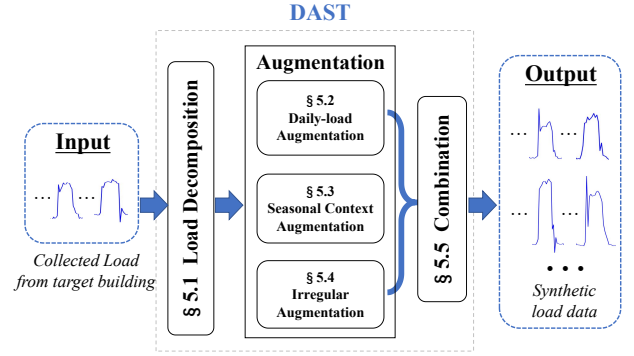 DAST
Input
... ...
Collected Load
from target building
§ 5.1 Load Decomposition
Augmentation
§ 5.2
Daily-load
Augmentation
§ 5.3
Seasonal Context
Augmentation
§ 5.4
Irregular
Augmentation
§ 5.5 Combination
Output
... ...
... ...
• • •
Synthetic
load data